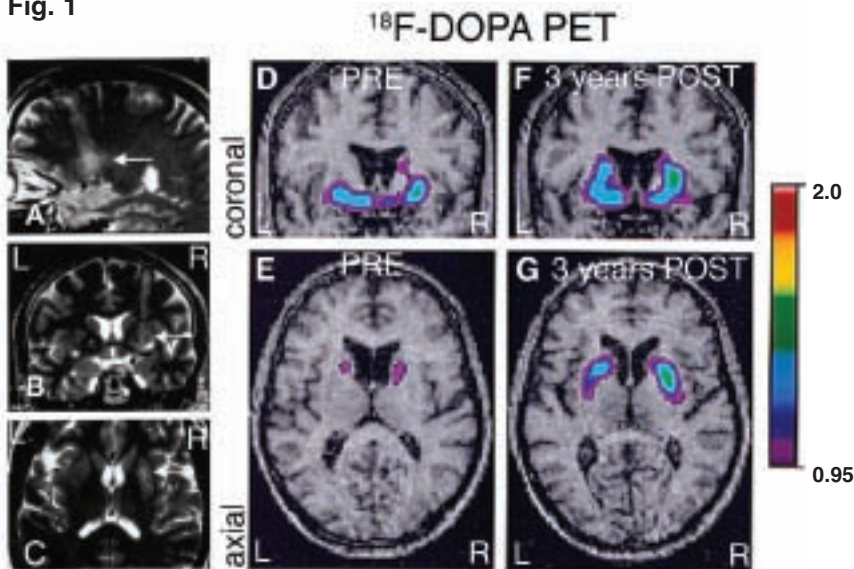 Fig. 1
18F-DOPA PET
A
L R
B
L
C
coronal
axial
D PRE
L R
F 3 years POST
L R
E PRE
L R
G 3 years POST
L R
2.0
0.95